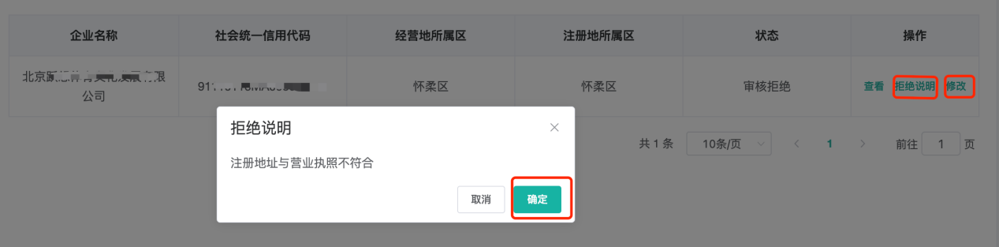 企业名称 社会统一信用代码 经营地所属区 注册地所属区 状态 操作
北京 限
公司 91 怀柔区 怀柔区 审核拒绝 查看 拒绝说明 修改
拒绝说明
注册地址与营业执照不符合
取消 确定
共 1 条 10条/页 1 前往 1 页